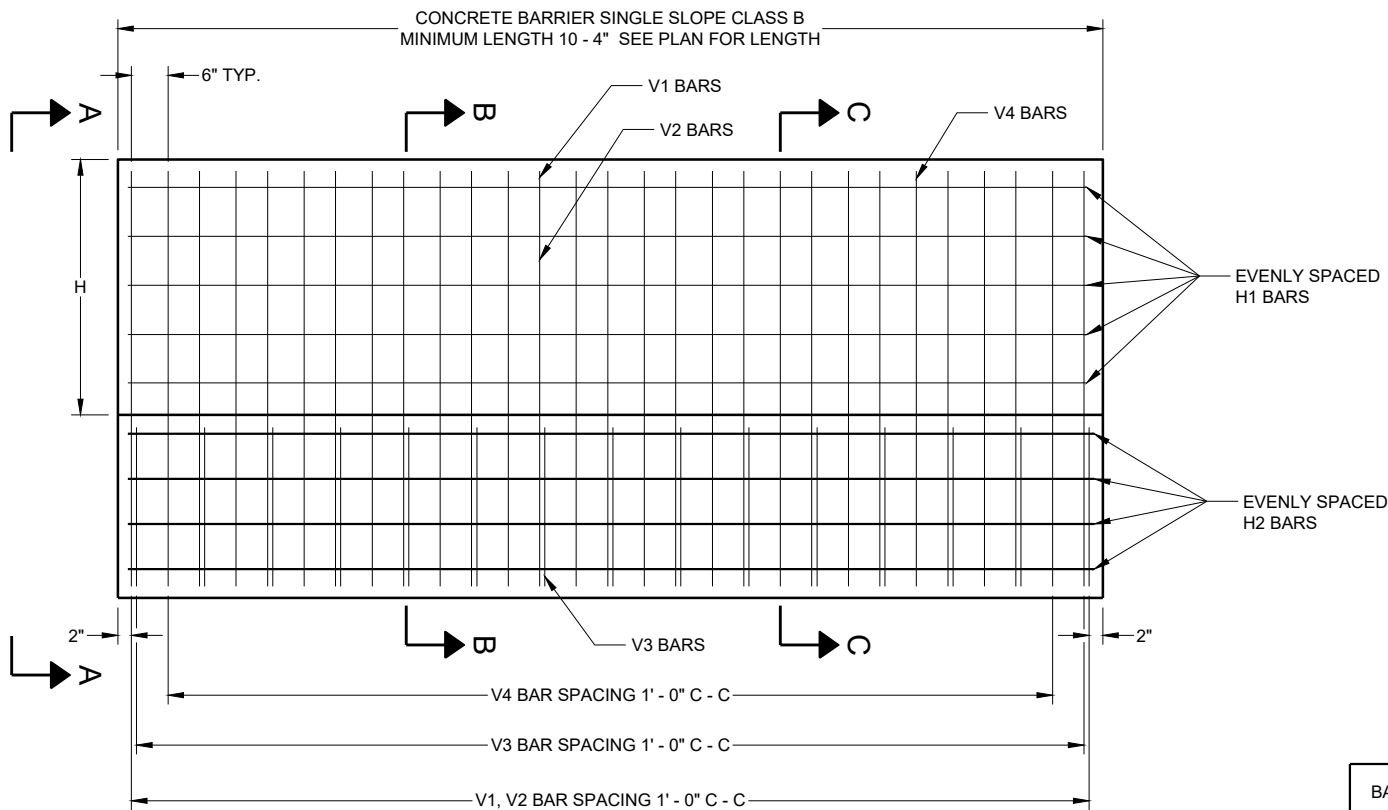 CONCRETE BARRIER SINGLE SLOPE CLASS B
MINIMUM LENGTH 10 - 4" SEE PLAN FOR LENGTH
6" TYP.
V1 BARS
A
B
V2 BARS
C
V4 BARS
H
EVENLY SPACED
H1 BARS
EVENLY SPACED
H2 BARS
2"
A
B
V3 BARS
C
2"
V4 BAR SPACING 1' - 0" C - C
V3 BAR SPACING 1' - 0" C - C
V1, V2 BAR SPACING 1' - 0" C - C